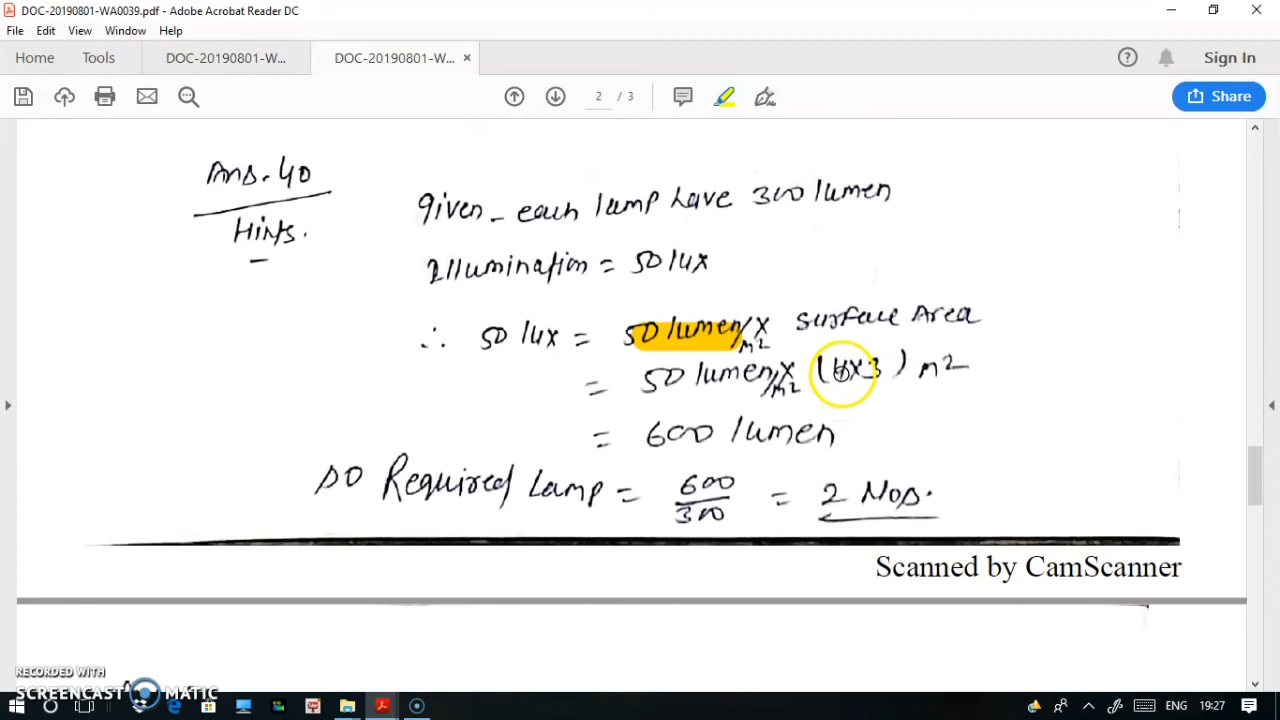 DOC-20190801-WA0039.pdf - Adobe Acrobat Reader DC
File Edit View Window Help
Home Tools DOC-20190801-W... DOC-20190801-W... × Sign In
2 / 3 Share
Ans. 40
Hints.
Given - each lamp have 300 lumen
Illumination = 50 lux
∴ 50 lux = 50 lumen/m2 × Surface Area
= 50 lumen/m2 × (4×3) m2
= 600 lumen
so Required Lamp = 600/300 = 2 Nos.
Scanned by CamScanner
RECORDED WITH
SCREENCAST MATIC
ENG 19:27